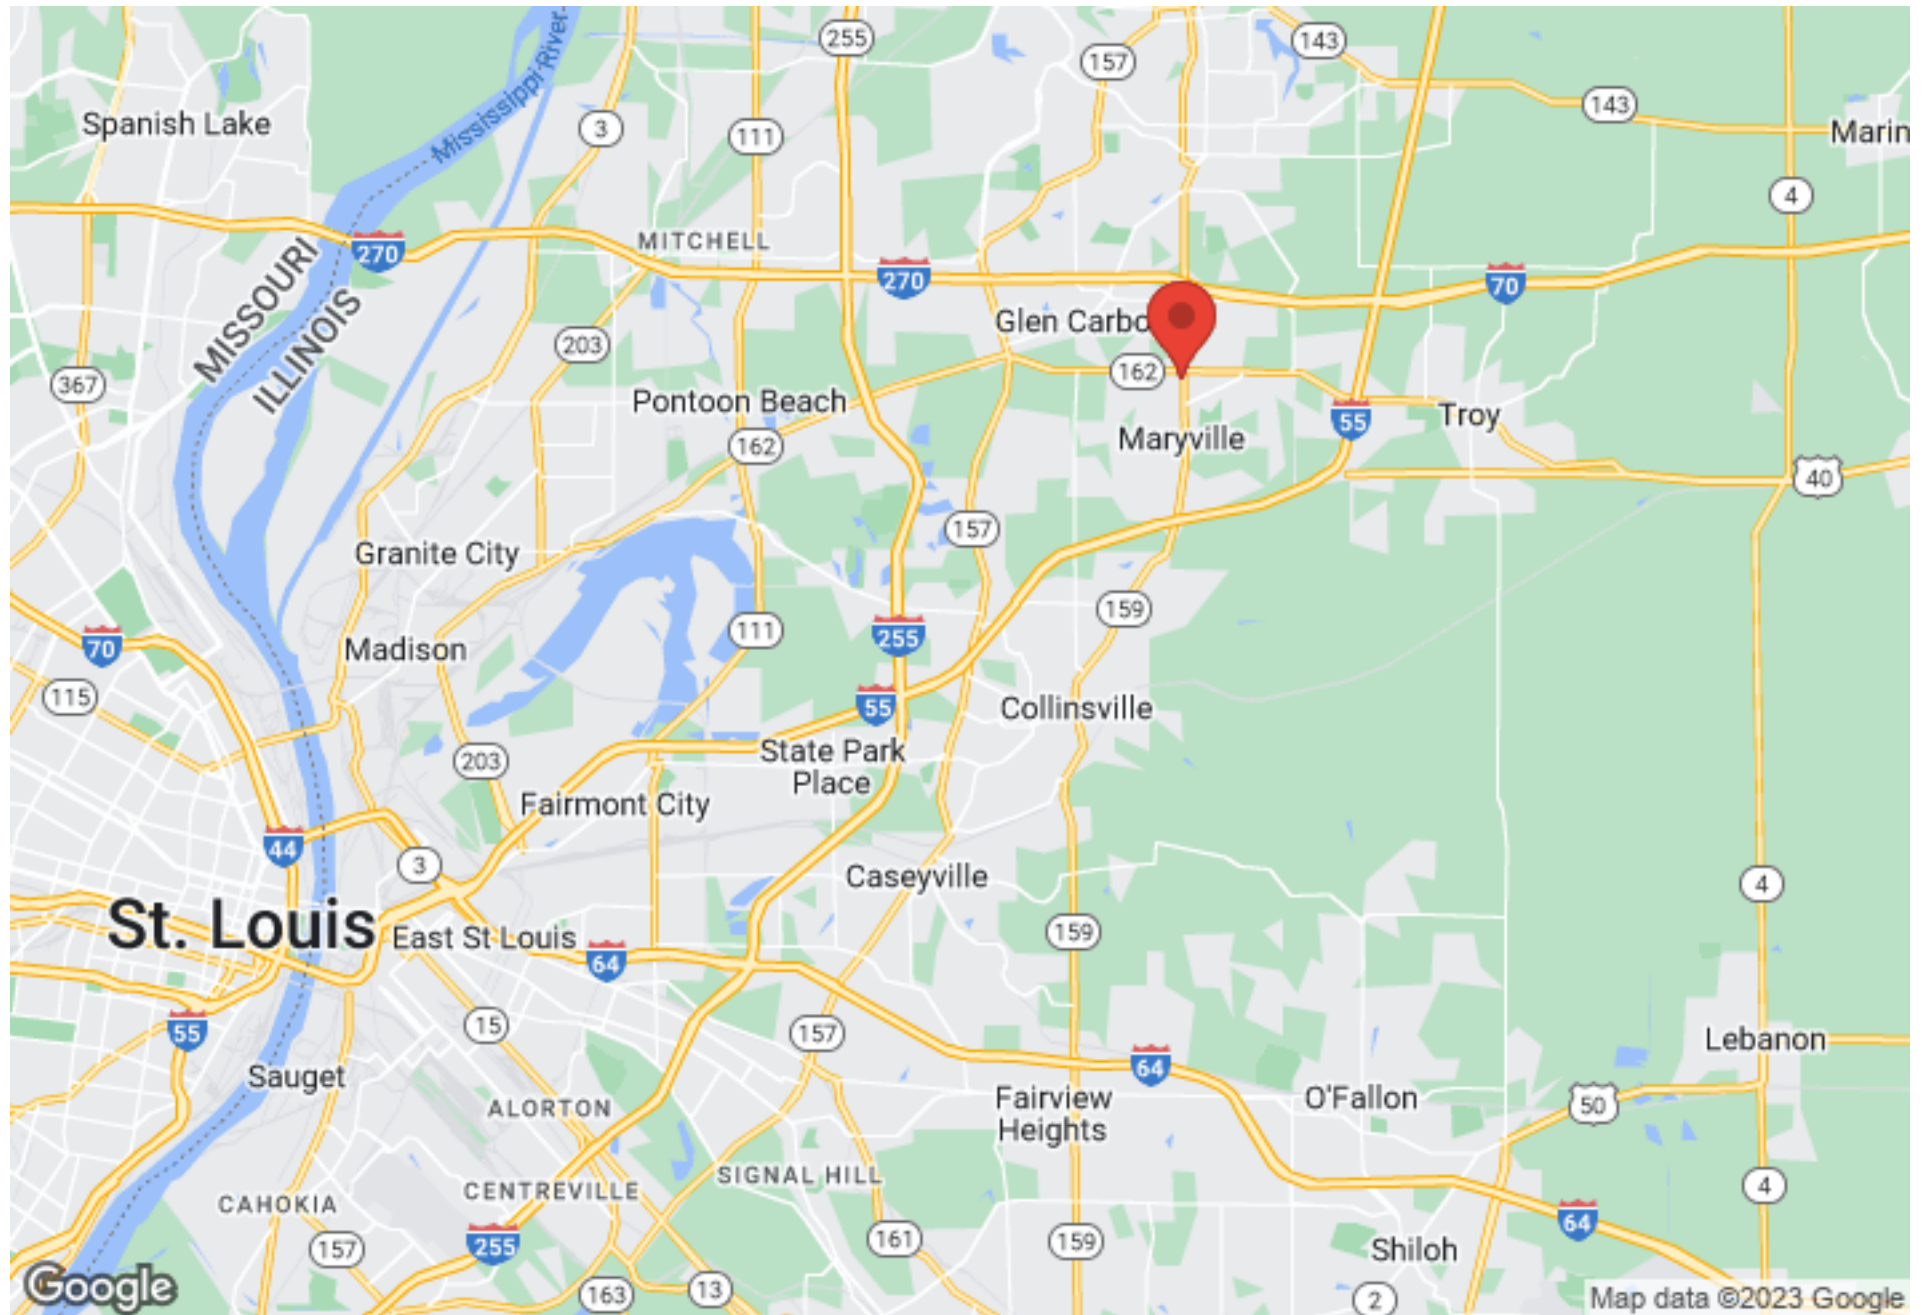 255
143
157
143
Spanish Lake
Mississippi River
3
111
Marin
4
MITCHELL
270
270
70
MISSOURI
ILLINOIS
Glen Carbo
203
162
367
Pontoon Beach
162
55
Troy
Maryville
40
157
Granite City
159
111
255
70
Madison
115
55
Collinsville
203
State Park
Place
Fairmont City
44
3
Caseyville
4
St. Louis
East St Louis
159
64
55
15
157
Lebanon
64
Sauget
ALORTON
Fairview
Heights
O'Fallon
50
SIGNAL HILL
CENTREVILLE
CAHOKIA
4
64
157
255
161
159
Shiloh
Google
163
13
2
Map data ©2023 Google